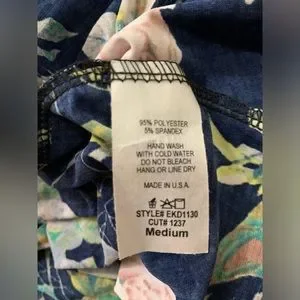 95% POLYESTER
5% SPANDEX
HAND WASH
WITH COLD WATER
DO NOT BLEACH
HANG OR LINE DRY
MADE IN U.S.A.
STYLE# EKD1130
CUT# 1237
Medium